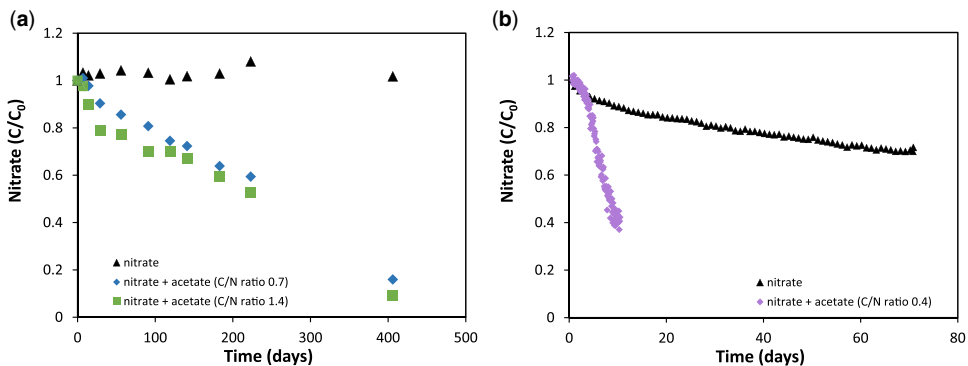 (a)
1.2
1
0.8
0.6
0.4
0.2
0
Nitrate (C/C0)
nitrate
nitrate + acetate (C/N ratio 0.7)
nitrate + acetate (C/N ratio 1.4)
0 100 200 300 400 500
Time (days)
(b)
1.2
1
0.8
0.6
0.4
0.2
0
Nitrate (C/C0)
nitrate
nitrate + acetate (C/N ratio 0.4)
0 20 40 60 80
Time (days)